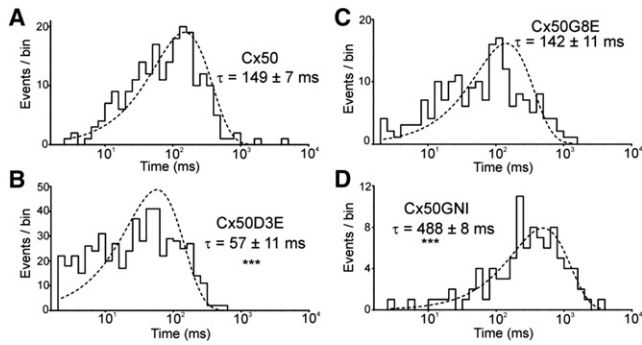 A
Events / bin
20
10
0
Cx50
τ = 149 ± 7 ms
10¹ 10² 10³ 10⁴
Time (ms)
B
Events / bin
50
40
30
20
10
0
Cx50D3E
τ = 57 ± 11 ms
***
10¹ 10² 10³ 10⁴
Time (ms)
C
Events / bin
20
10
0
Cx50G8E
τ = 142 ± 11 ms
10¹ 10² 10³ 10⁴
Time (ms)
D
Events / bin
12
8
4
0
Cx50GNI
τ = 488 ± 8 ms
***
10¹ 10² 10³ 10⁴
Time (ms)